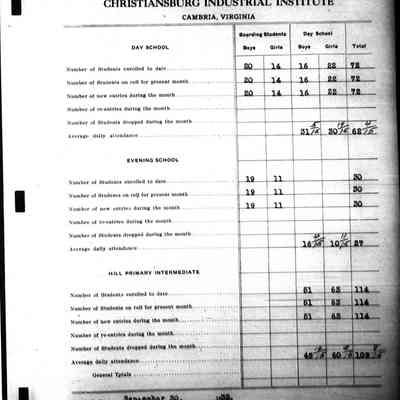 CHRISTIANSBURG INDUSTRIAL INSTITUTE
CAMBRIA, VIRGINIA
Boarding Students Day School
DAY SCHOOL Boys Girls Boys Girls Total
Number of Students enrolled to date 20 14 16 22 72
Number of Students on roll for present month 20 14 16 22 72
Number of new entries during the month 20 14 16 22 72
Number of re-entries during the month
Number of Students dropped during the month
Average daily attendance 31 30 62
EVENING SCHOOL
Number of Students enrolled to date 19 11 30
Number of Students on roll for present month 19 11 30
Number of new entries during the month 19 11 30
Number of re-entries during the month
Number of Students dropped during the month
Average daily attendance 16 10 27
HILL PRIMARY INTERMEDIATE
Number of Students enrolled to date 51 63 114
Number of Students on roll for present month 51 63 114
Number of new entries during the month 51 63 114
Number of re-entries during the month
Number of Students dropped during the month
Average daily attendance 60
General Totals
September 30,